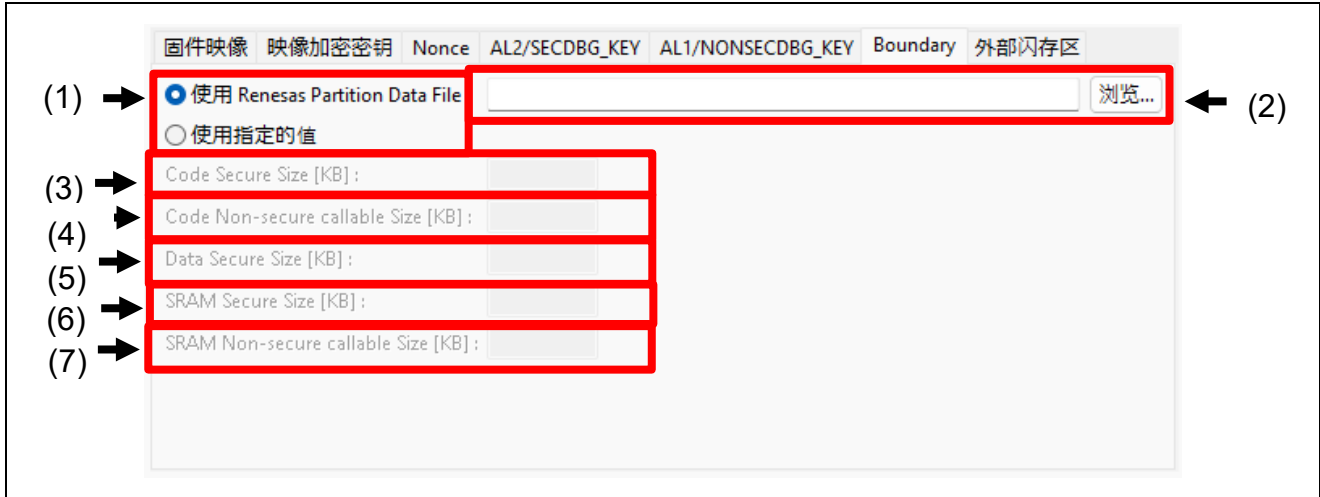 固件映像 映像加密密钥 Nonce AL2/SECDBG_KEY AL1/NONSECDBG_KEY Boundary 外部闪存区
(1) 使用 Renesas Partition Data File 浏览... (2)
使用指定的值
(3) Code Secure Size [KB] :
(4) Code Non-secure callable Size [KB] :
(5) Data Secure Size [KB] :
(6) SRAM Secure Size [KB] :
(7) SRAM Non-secure callable Size [KB] :